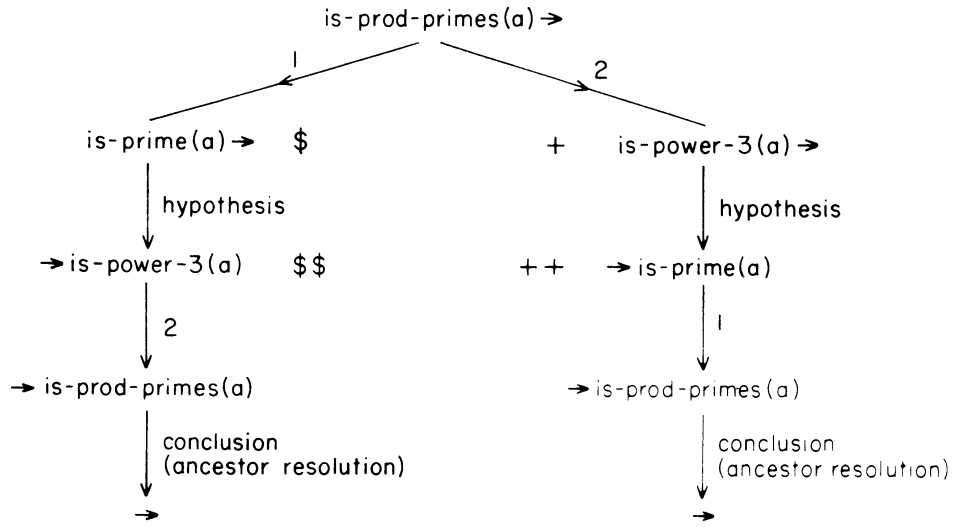 is-prod-primes(a)→
1
2
is-prime(a)→ $
+ is-power-3(a)→
hypothesis
hypothesis
→is-power-3(a) $$
++ →is-prime(a)
2
1
→is-prod-primes(a)
→is-prod-primes(a)
conclusion
(ancestor resolution)
conclusion
(ancestor resolution)
→
→